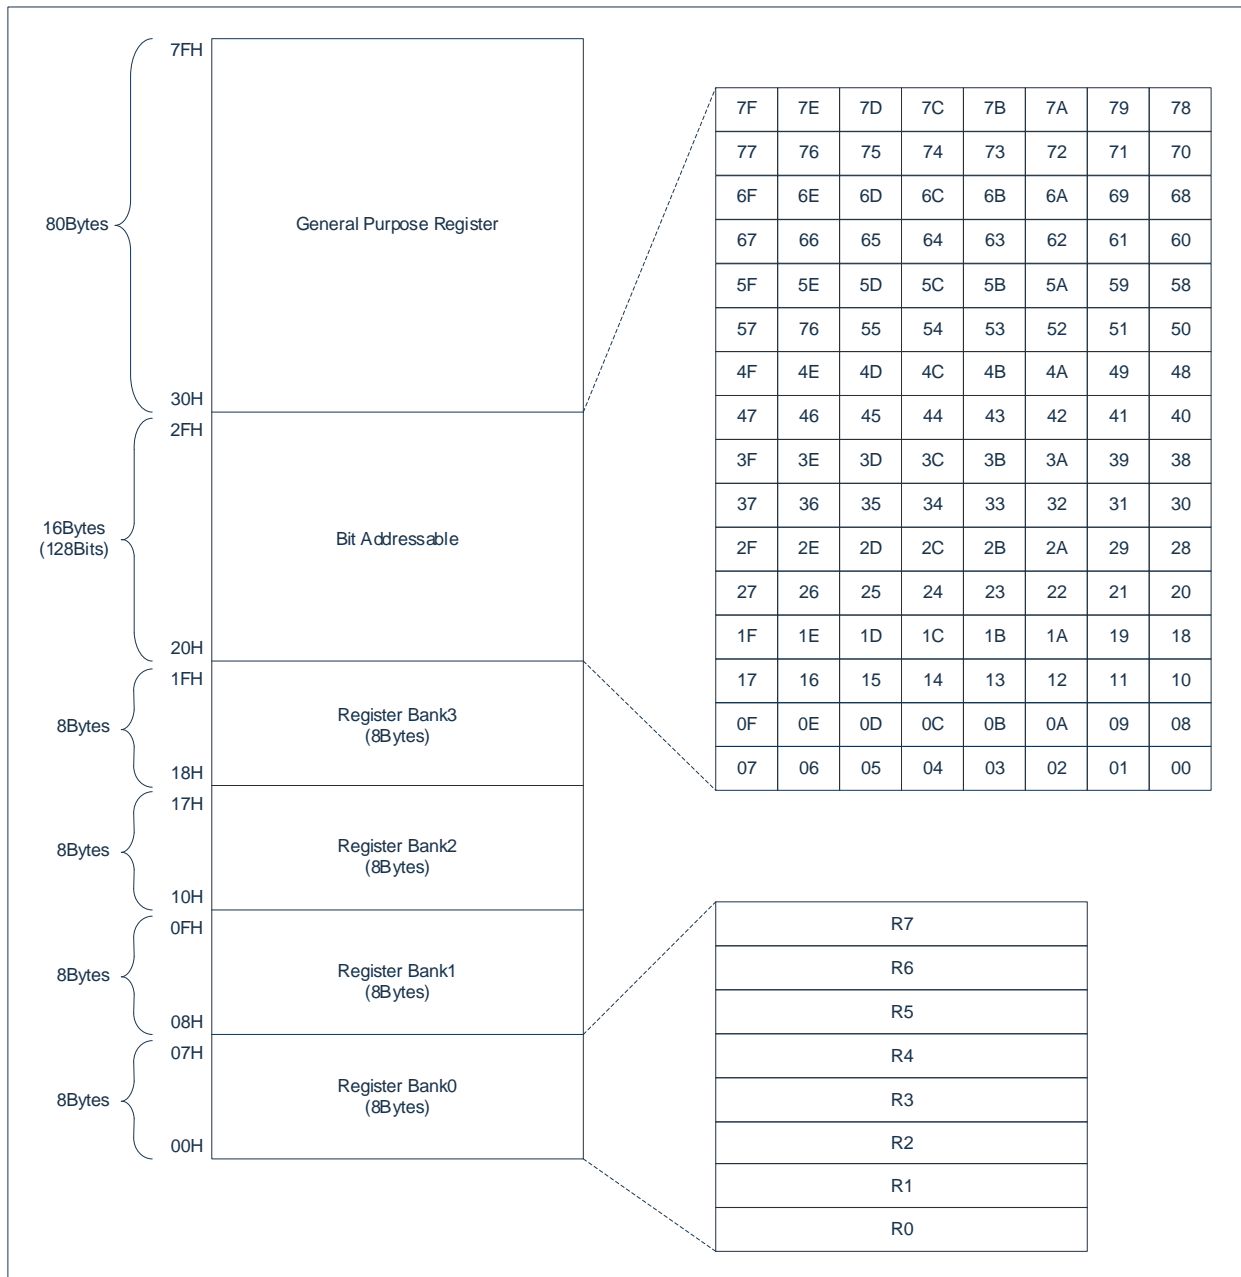 7FH
80Bytes
General Purpose Register
30H
2FH
16Bytes
(128Bits)
Bit Addressable
20H
1FH
8Bytes
Register Bank3
(8Bytes)
18H
17H
8Bytes
Register Bank2
(8Bytes)
10H
0FH
8Bytes
Register Bank1
(8Bytes)
08H
07H
8Bytes
Register Bank0
(8Bytes)
00H
7F 7E 7D 7C 7B 7A 79 78
77 76 75 74 73 72 71 70
6F 6E 6D 6C 6B 6A 69 68
67 66 65 64 63 62 61 60
5F 5E 5D 5C 5B 5A 59 58
57 76 55 54 53 52 51 50
4F 4E 4D 4C 4B 4A 49 48
47 46 45 44 43 42 41 40
3F 3E 3D 3C 3B 3A 39 38
37 36 35 34 33 32 31 30
2F 2E 2D 2C 2B 2A 29 28
27 26 25 24 23 22 21 20
1F 1E 1D 1C 1B 1A 19 18
17 16 15 14 13 12 11 10
0F 0E 0D 0C 0B 0A 09 08
07 06 05 04 03 02 01 00
R7
R6
R5
R4
R3
R2
R1
R0